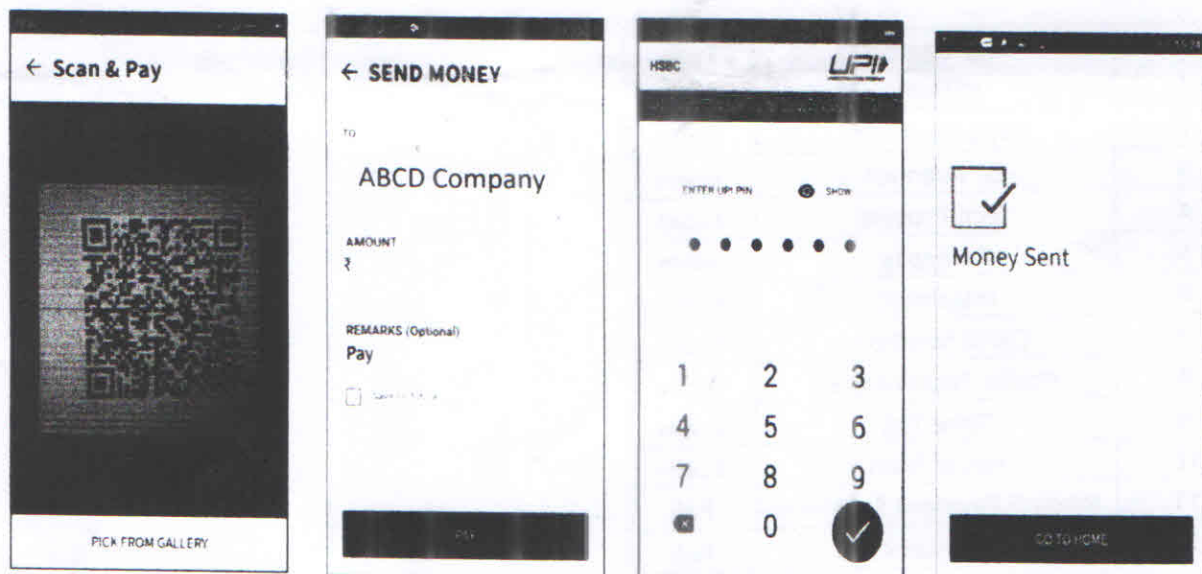 ← Scan & Pay
PICK FROM GALLERY
← SEND MONEY
TO
ABCD Company
AMOUNT
₹
REMARKS (Optional)
Pay
PAY
HSBC
UPI
ENTER UPI PIN SHOW
1 2 3
4 5 6
7 8 9
0
Money Sent
GO TO HOME